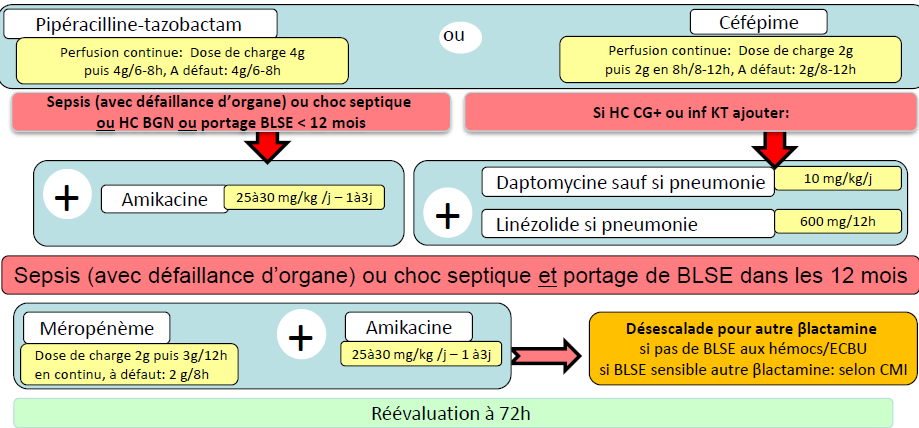 Pipéracilline-tazobactam
Perfusion continue: Dose de charge 4g
puis 4g/6-8h, A défaut: 4g/6-8h
ou
Céfépime
Perfusion continue: Dose de charge 2g
puis 2g en 8h/8-12h, A défaut: 2g/8-12h
Sepsis (avec défaillance d'organe) ou choc septique
ou HC BGN ou portage BLSE < 12 mois
Si HC CG+ ou inf KT ajouter:
+
Amikacine
25à30 mg/kg /j – 1à3j
+
Daptomycine sauf si pneumonie
10 mg/kg/j
Linézolide si pneumonie
600 mg/12h
Sepsis (avec défaillance d'organe) ou choc septique et portage de BLSE dans les 12 mois
Méropénème
Dose de charge 2g puis 3g/12h
en continu, à défaut: 2 g/8h
+
Amikacine
25à30 mg/kg /j – 1 à3j
Désescalade pour autre βlactamine
si pas de BLSE aux hémocs/ECBU
si BLSE sensible autre βlactamine: selon CMI
Réévaluation à 72h